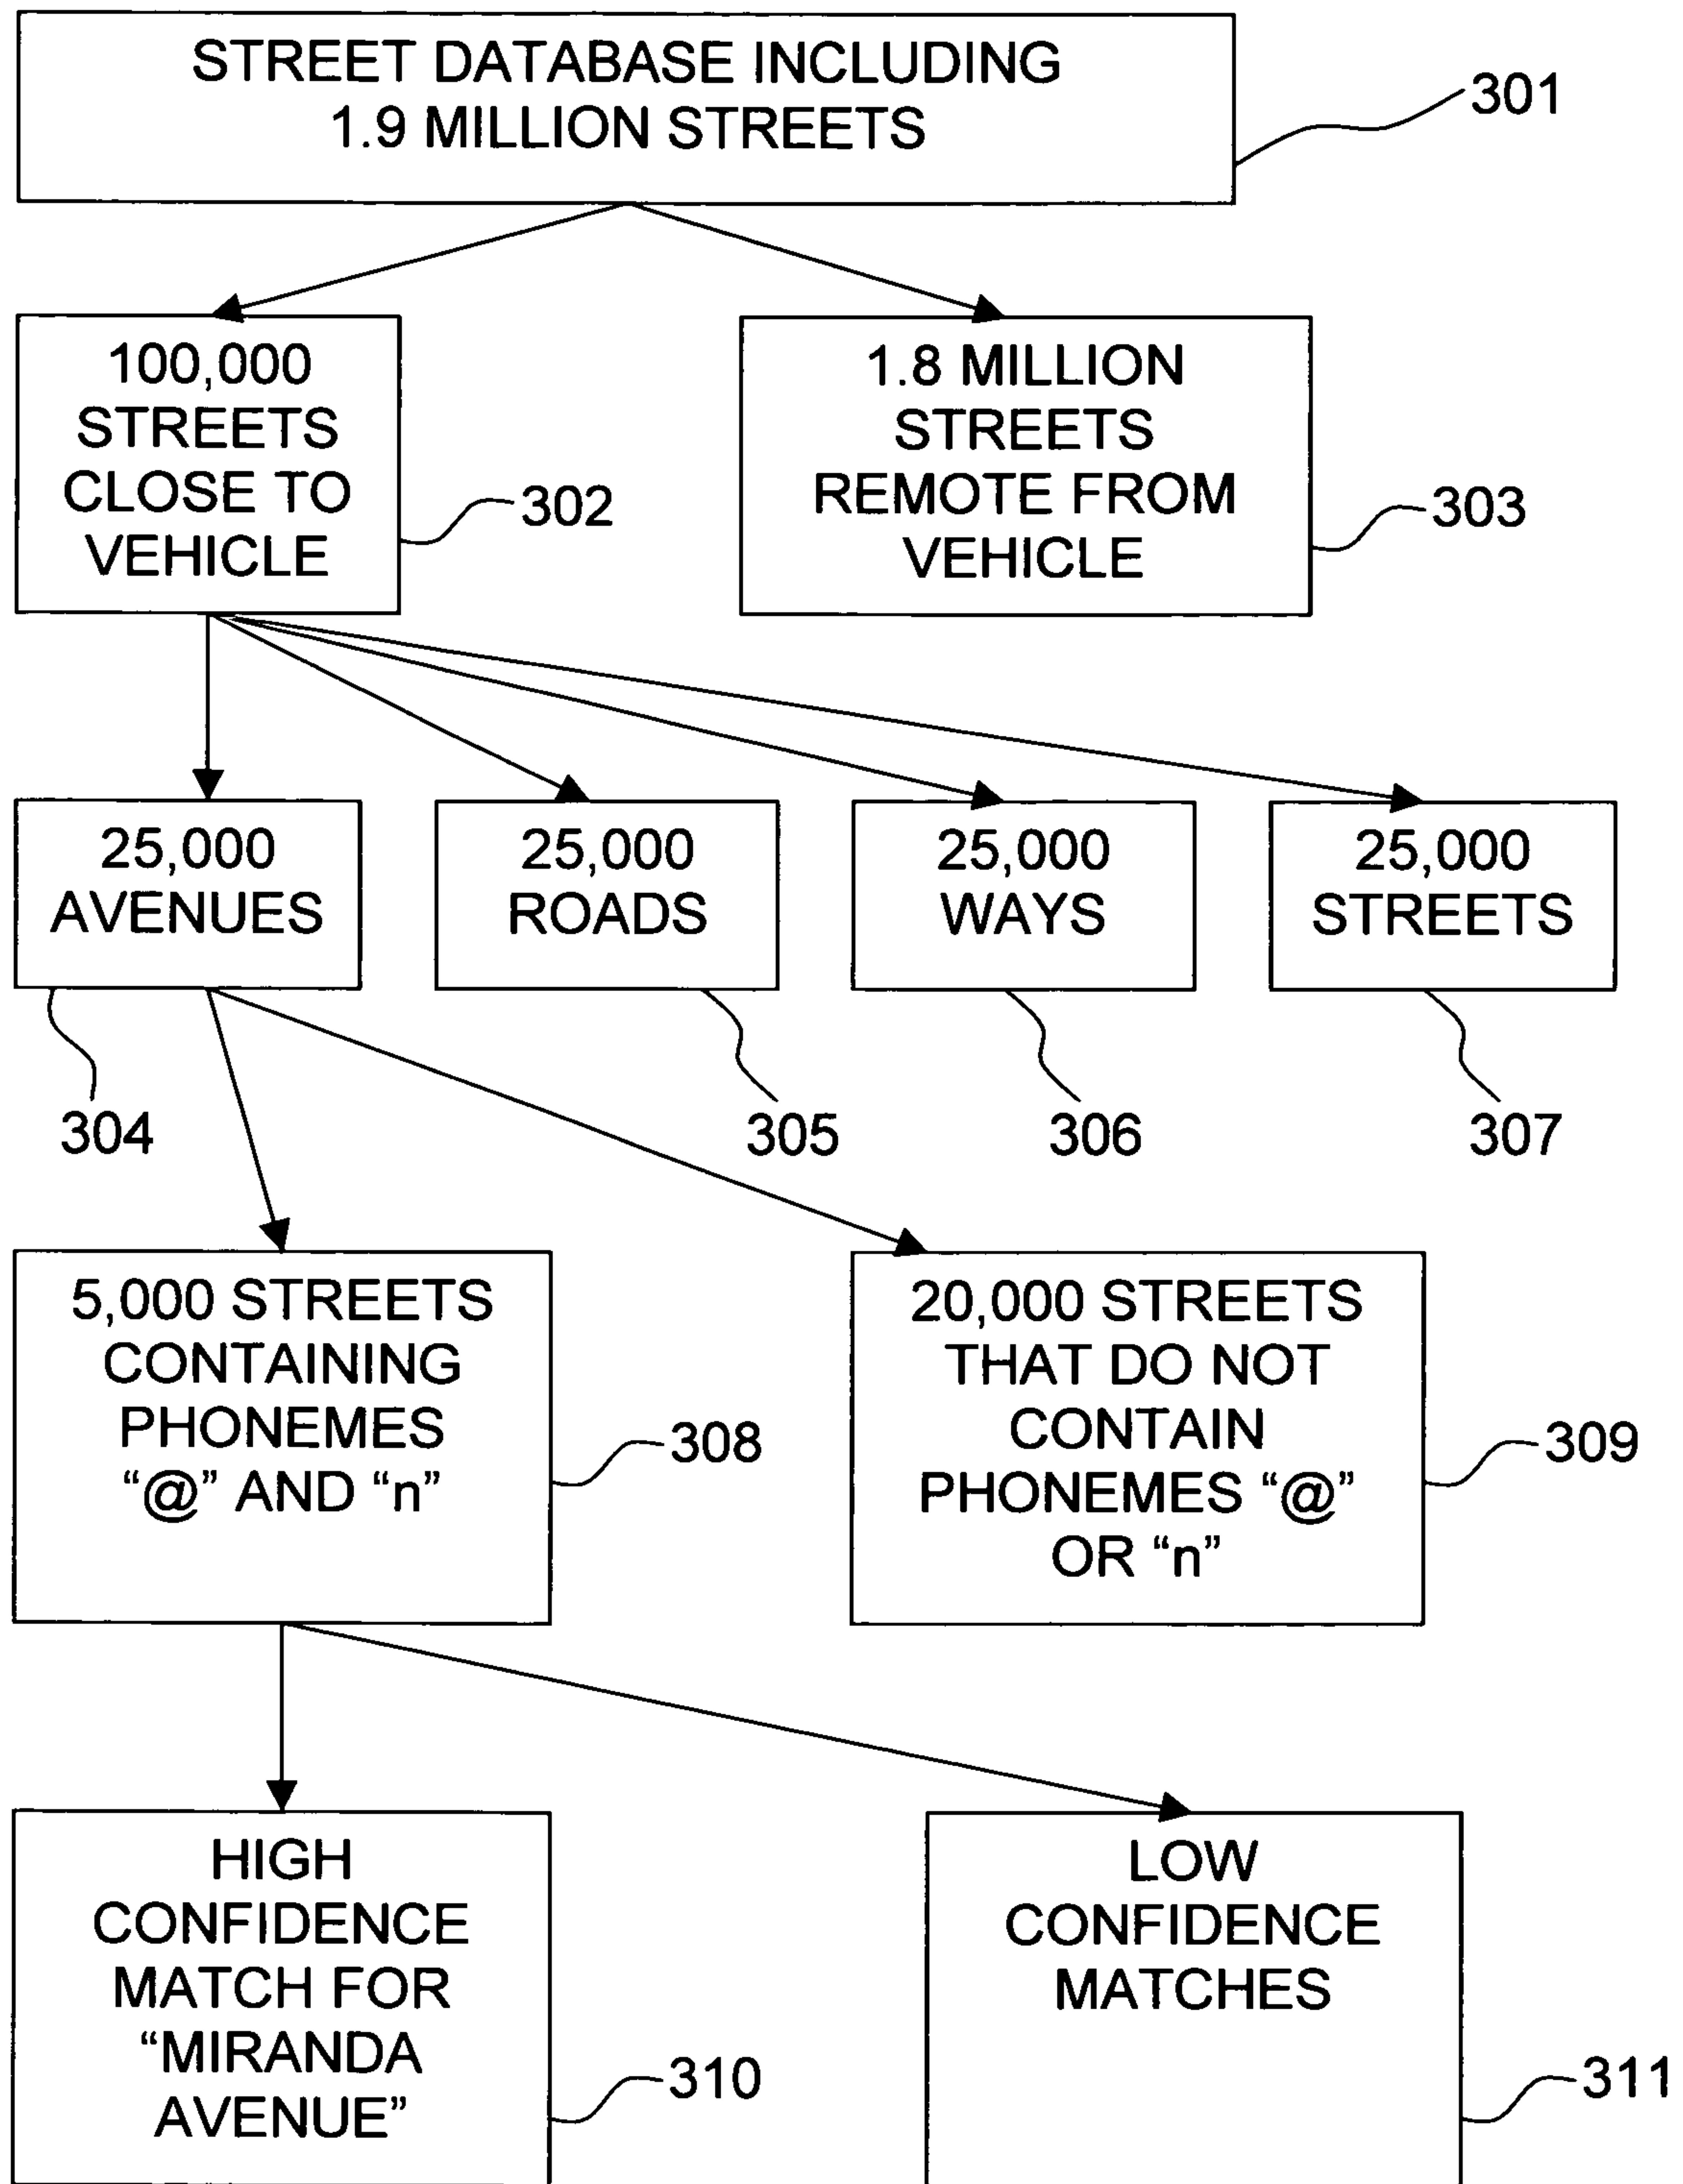 STREET DATABASE INCLUDING
1.9 MILLION STREETS
301
100,000
STREETS
CLOSE TO
VEHICLE
302
1.8 MILLION
STREETS
REMOTE FROM
VEHICLE
303
25,000
AVENUES
304
25,000
ROADS
305
25,000
WAYS
306
25,000
STREETS
307
5,000 STREETS
CONTAINING
PHONEMES
“@” AND “n”
308
20,000 STREETS
THAT DO NOT
CONTAIN
PHONEMES “@”
OR “n”
309
HIGH
CONFIDENCE
MATCH FOR
“MIRANDA
AVENUE”
310
LOW
CONFIDENCE
MATCHES
311